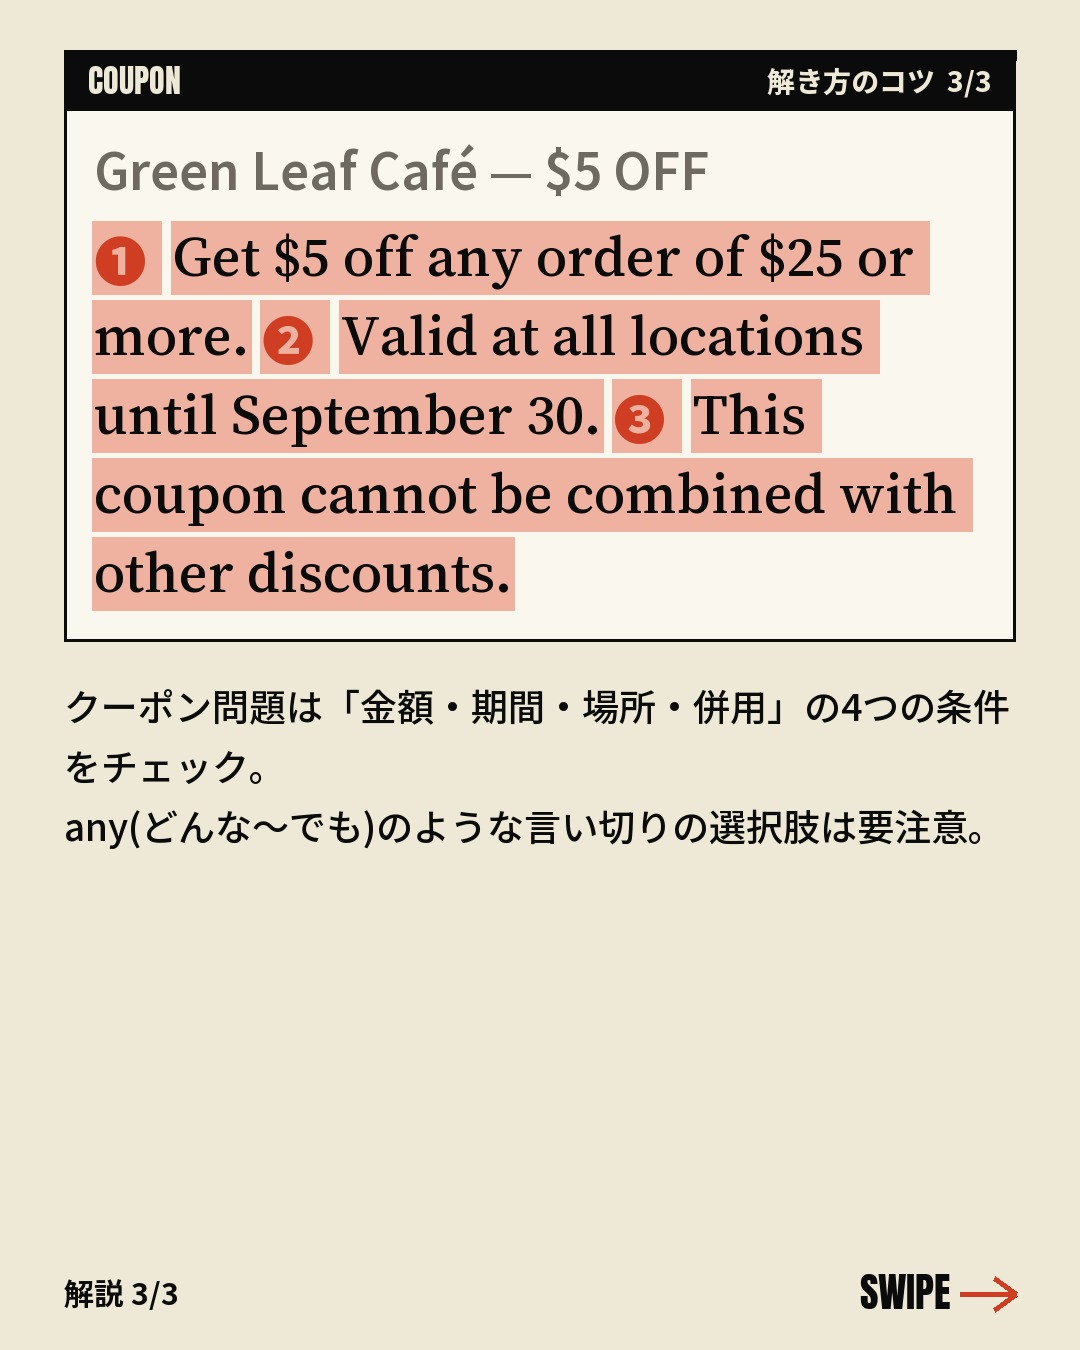 COUPON 解き方のコツ 3/3
Green Leaf Café — $5 OFF
❶ Get $5 off any order of $25 or
more. ❷ Valid at all locations
until September 30. ❸ This
coupon cannot be combined with
other discounts.
クーポン問題は「金額・期間・場所・併用」の4つの条件
をチェック。
any(どんな〜でも)のような言い切りの選択肢は要注意。
解説 3/3 SWIPE →